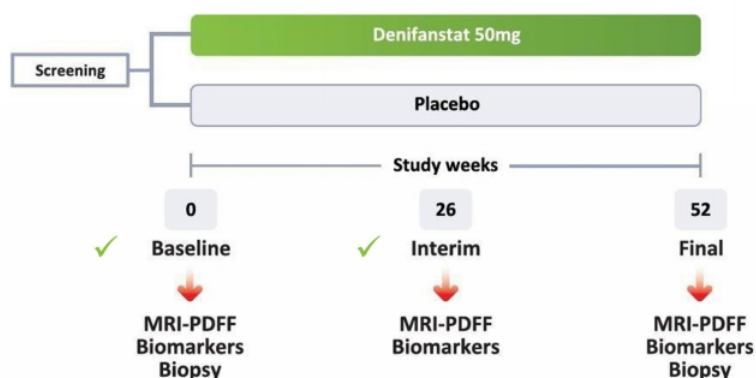 Denifanstat 50mg
Screening
Placebo
Study weeks
0 26 52
Baseline Interim Final
MRI-PDFF MRI-PDFF MRI-PDFF
Biomarkers Biomarkers Biomarkers
Biopsy Biopsy